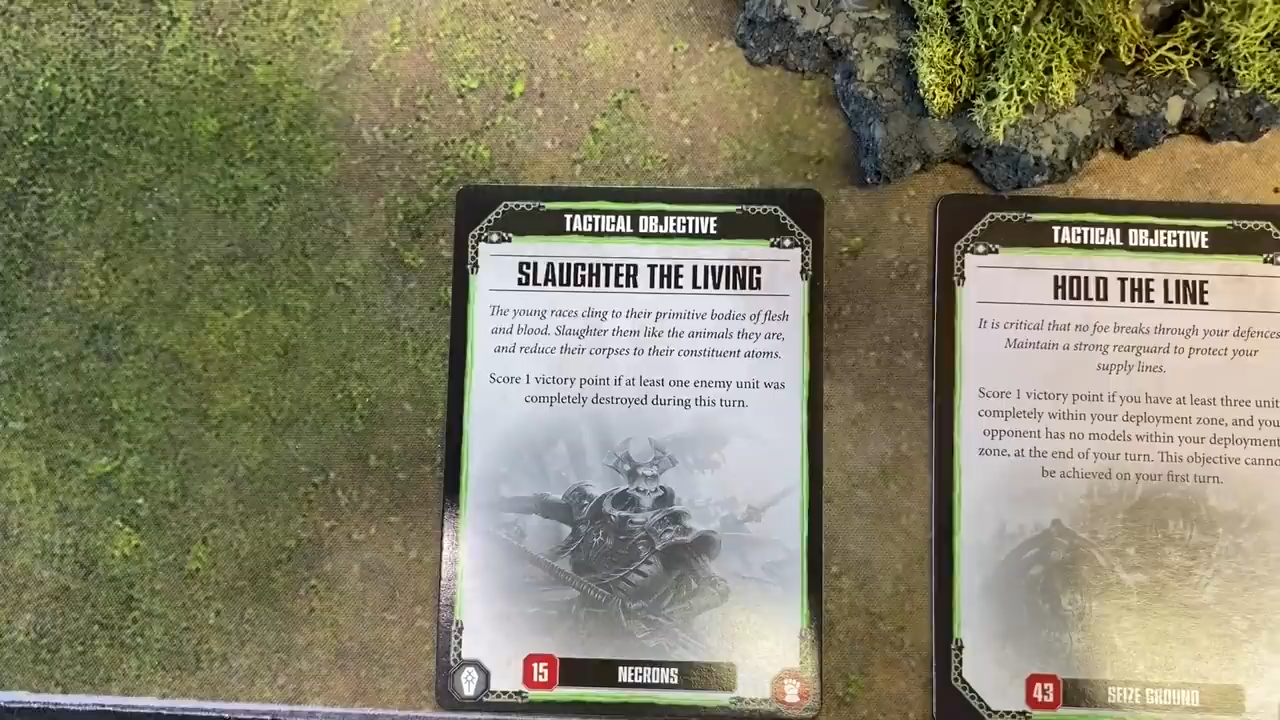 TACTICAL OBJECTIVE
SLAUGHTER THE LIVING
The young races cling to their primitive bodies of flesh
and blood. Slaughter them like the animals they are,
and reduce their corpses to their constituent atoms.
Score 1 victory point if at least one enemy unit was
completely destroyed during this turn.
15
NECRONS
TACTICAL OBJECTIVE
HOLD THE LINE
It is critical that no foe breaks through your defences
Maintain a strong rearguard to protect your
supply lines.
Score 1 victory point if you have at least three unit
completely within your deployment zone, and you
opponent has no models within your deployment
zone, at the end of your turn. This objective canno
be achieved on your first turn.
43
SEIZE GROUND